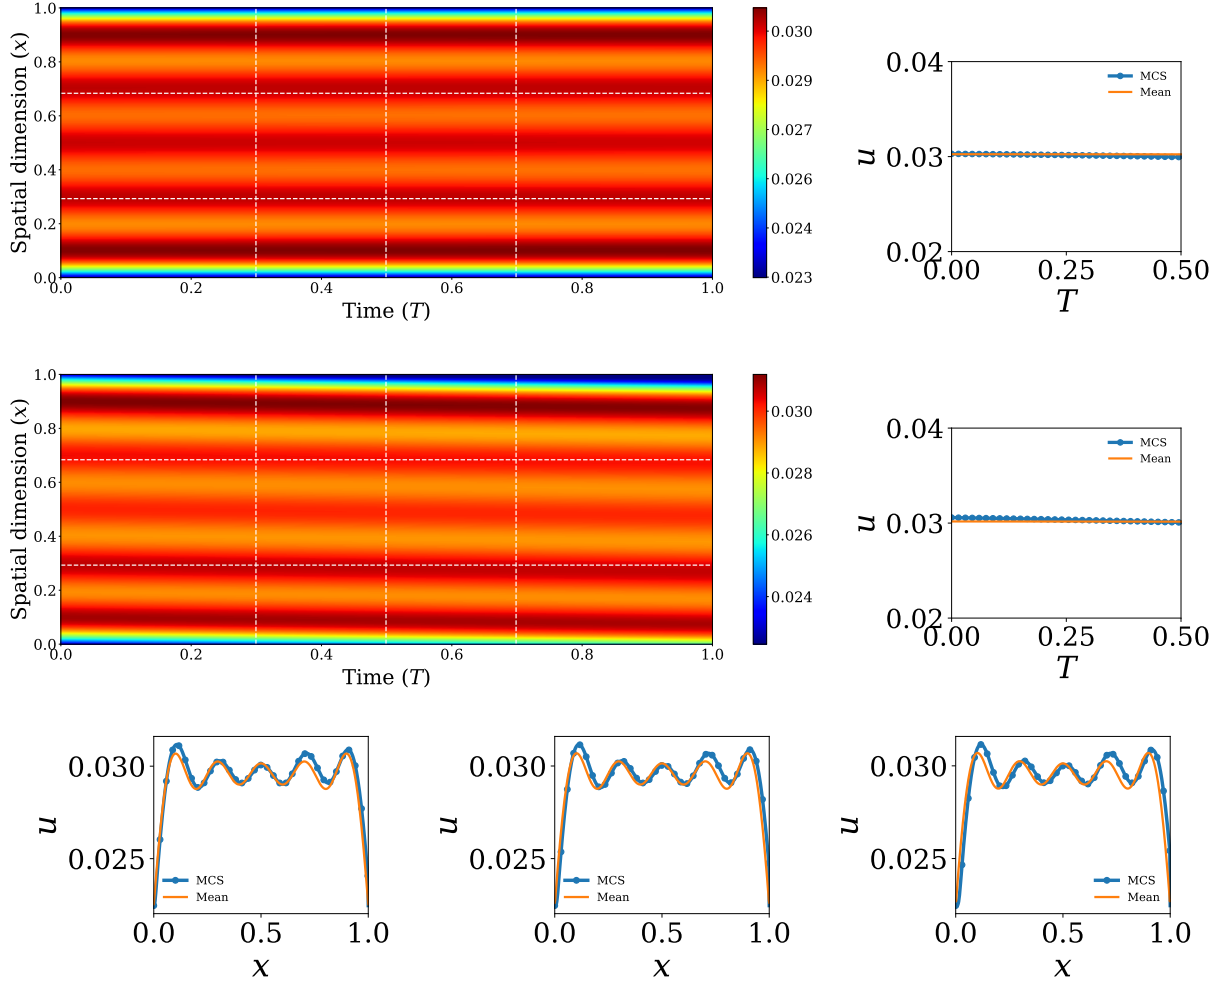 1.0
0.8
0.6
0.4
0.2
0.0
Spatial dimension (x)
0.0 0.2 0.4 0.6 0.8 1.0
Time (T)
0.030
0.029
0.027
0.026
0.024
0.023
0.04
0.03
0.02
u
MCS
Mean
0.00 0.25 0.50
T
1.0
0.8
0.6
0.4
0.2
0.0
Spatial dimension (x)
0.0 0.2 0.4 0.6 0.8 1.0
Time (T)
0.030
0.028
0.026
0.024
0.04
0.03
0.02
u
MCS
Mean
0.00 0.25 0.50
T
0.030
0.025
u
MCS
Mean
0.0 0.5 1.0
x
0.030
0.025
u
MCS
Mean
0.0 0.5 1.0
x
0.030
0.025
u
MCS
Mean
0.0 0.5 1.0
x